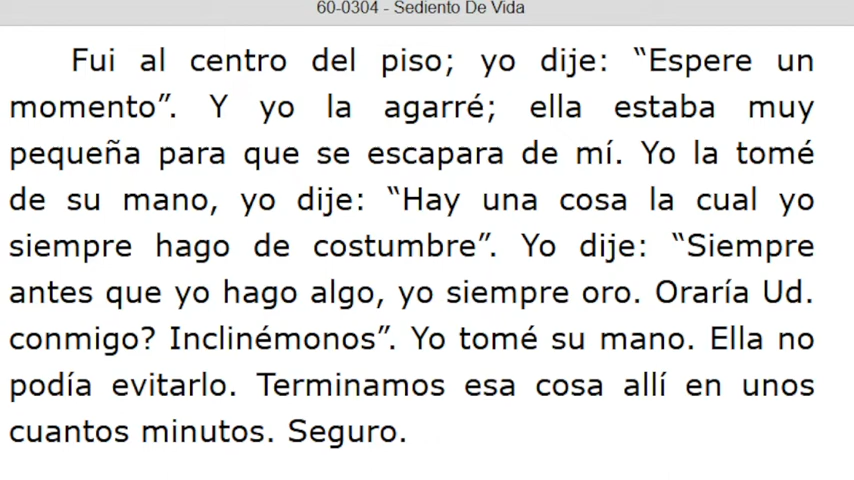 60-0304 - Sediento De Vida
Fui al centro del piso; yo dije: “Espere un
momento”. Y yo la agarré; ella estaba muy
pequeña para que se escapara de mí. Yo la tomé
de su mano, yo dije: “Hay una cosa la cual yo
siempre hago de costumbre”. Yo dije: “Siempre
antes que yo hago algo, yo siempre oro. Oraría Ud.
conmigo? Inclinémonos”. Yo tomé su mano. Ella no
podía evitarlo. Terminamos esa cosa allí en unos
cuantos minutos. Seguro.